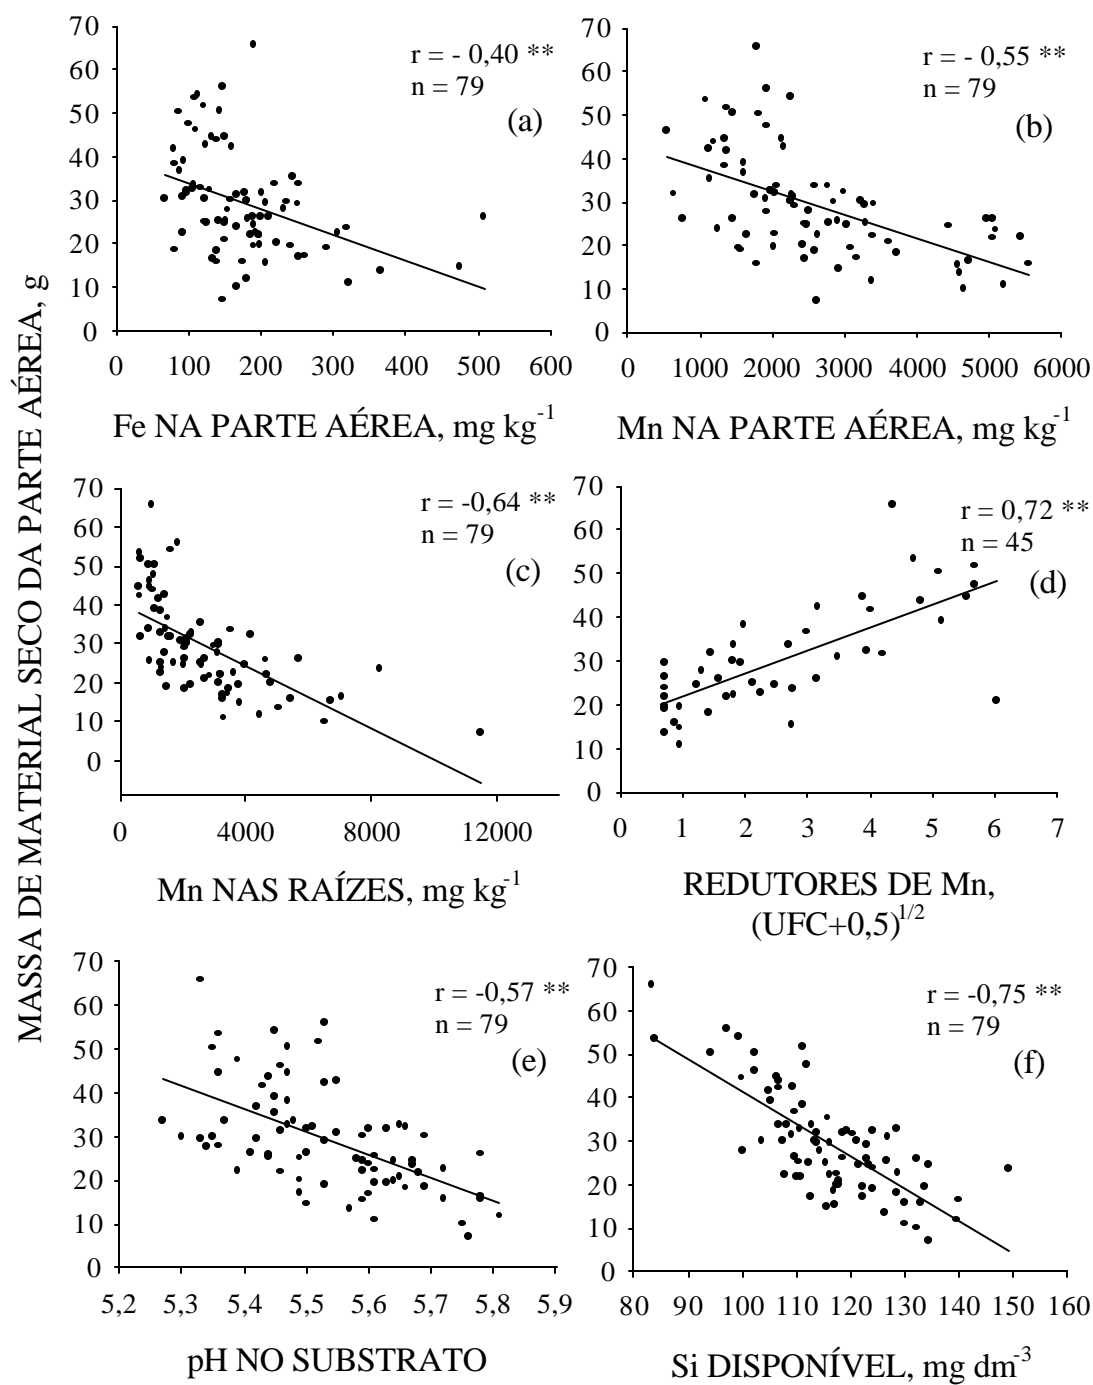 MASSA DE MATERIAL SECO DA PARTE AÉREA, g
70
60
50
40
30
20
10
0
r = - 0,40 **
n = 79
(a)
0 100 200 300 400 500 600
Fe NA PARTE AÉREA, mg kg-1
70
60
50
40
30
20
10
0
r = - 0,55 **
n = 79
(b)
0 1000 2000 3000 4000 5000 6000
Mn NA PARTE AÉREA, mg kg-1
70
60
50
40
30
20
10
0
r = -0,64 **
n = 79
(c)
0 4000 8000 12000
Mn NAS RAÍZES, mg kg-1
70
60
50
40
30
20
10
0
r = 0,72 **
n = 45
(d)
0 1 2 3 4 5 6 7
REDUTORES DE Mn,
(UFC+0,5)1/2
70
60
50
40
30
20
10
0
r = -0,57 **
n = 79
(e)
5,2 5,3 5,4 5,5 5,6 5,7 5,8 5,9
pH NO SUBSTRATO
70
60
50
40
30
20
10
0
r = -0,75 **
n = 79
(f)
80 90 100 110 120 130 140 150 160
Si DISPONÍVEL, mg dm-3